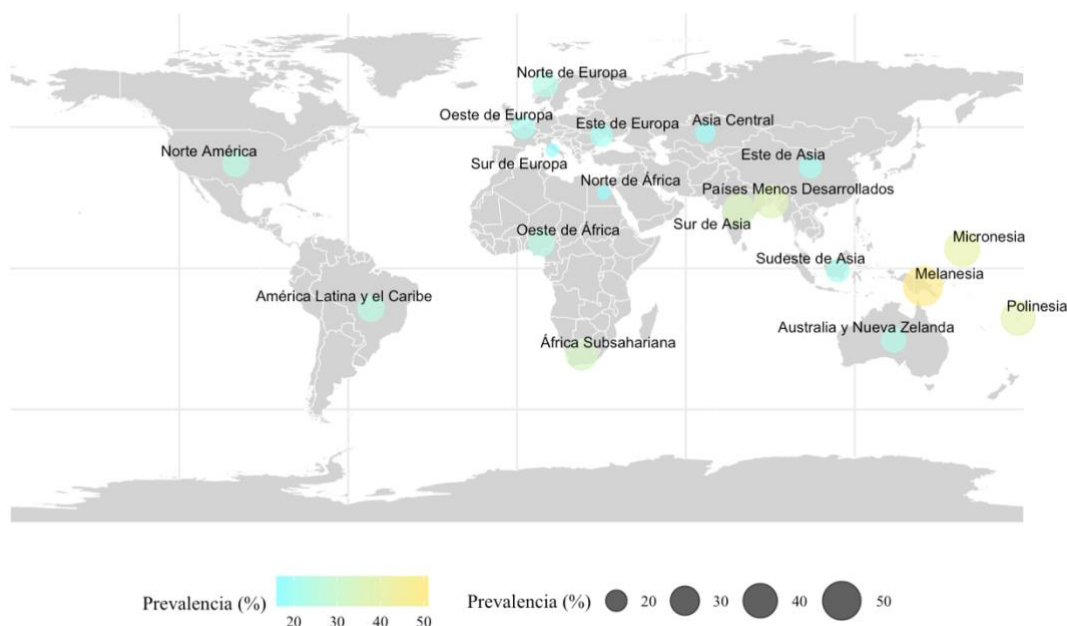 Norte de Europa
Oeste de Europa
Este de Europa
Asia Central
Norte América
Sur de Europa
Este de Asia
Norte de África
Países Menos Desarrollados
Sur de Asia
Oeste de África
Micronesia
Sudeste de Asia
Melanesia
América Latina y el Caribe
Polinesia
Australia y Nueva Zelanda
África Subsahariana
Prevalencia (%)
20 30 40 50
Prevalencia (%)
20 30 40 50